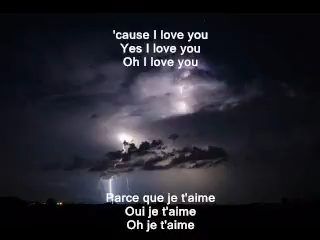 'cause I love you
Yes I love you
Oh I love you
Parce que je t'aime
Oui je t'aime
Oh je t'aime